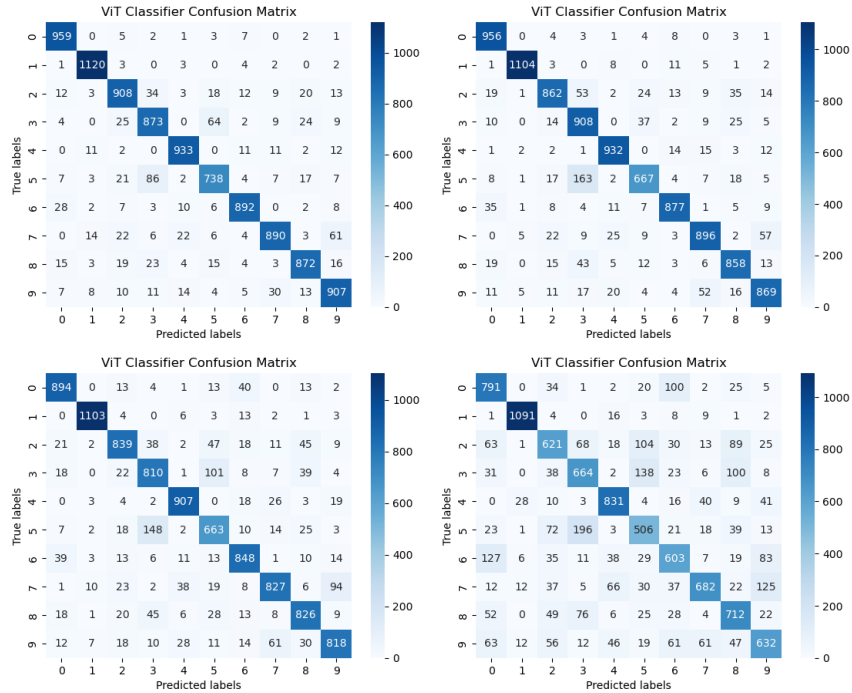 ViT Classifier Confusion Matrix
True labels
0 959 0 5 2 1 3 7 0 2 1
1 1 1120 3 0 3 0 4 2 0 2
2 12 3 908 34 3 18 12 9 20 13
3 4 0 25 873 0 64 2 9 24 9
4 0 11 2 0 933 0 11 11 2 12
5 7 3 21 86 2 738 4 7 17 7
6 28 2 7 3 10 6 892 0 2 8
7 0 14 22 6 22 6 4 890 3 61
8 15 3 19 23 4 15 4 3 872 16
9 7 8 10 11 14 4 5 30 13 907
0 1 2 3 4 5 6 7 8 9
Predicted labels
1000
800
600
400
200
0
ViT Classifier Confusion Matrix
True labels
0 956 0 4 3 1 4 8 0 3 1
1 1 1104 3 0 8 0 11 5 1 2
2 19 1 862 53 2 24 13 9 35 14
3 10 0 14 908 0 37 2 9 25 5
4 1 2 2 1 932 0 14 15 3 12
5 8 1 17 163 2 667 4 7 18 5
6 35 1 8 4 11 7 877 1 5 9
7 0 5 22 9 25 9 3 896 2 57
8 19 0 15 43 5 12 3 6 858 13
9 11 5 11 17 20 4 4 52 16 869
0 1 2 3 4 5 6 7 8 9
Predicted labels
1000
800
600
400
200
0
ViT Classifier Confusion Matrix
True labels
0 894 0 13 4 1 13 40 0 13 2
1 0 1103 4 0 6 3 13 2 1 3
2 21 2 839 38 2 47 18 11 45 9
3 18 0 22 810 1 101 8 7 39 4
4 0 3 4 2 907 0 18 26 3 19
5 7 2 18 148 2 663 10 14 25 3
6 39 3 13 6 11 13 848 1 10 14
7 1 10 23 2 38 19 8 827 6 94
8 18 1 20 45 6 28 13 8 826 9
9 12 7 18 10 28 11 14 61 30 818
0 1 2 3 4 5 6 7 8 9
Predicted labels
1000
800
600
400
200
0
ViT Classifier Confusion Matrix
True labels
0 791 0 34 1 2 20 100 2 25 5
1 1 1091 4 0 16 3 8 9 1 2
2 63 1 621 68 18 104 30 13 89 25
3 31 0 38 664 2 138 23 6 100 8
4 0 28 10 3 831 4 16 40 9 41
5 23 1 72 196 3 506 21 18 39 13
6 127 6 35 11 38 29 603 7 19 83
7 12 12 37 5 66 30 37 682 22 125
8 52 0 49 76 6 25 28 4 712 22
9 63 12 56 12 46 19 61 61 47 632
0 1 2 3 4 5 6 7 8 9
Predicted labels
1000
800
600
400
200
0